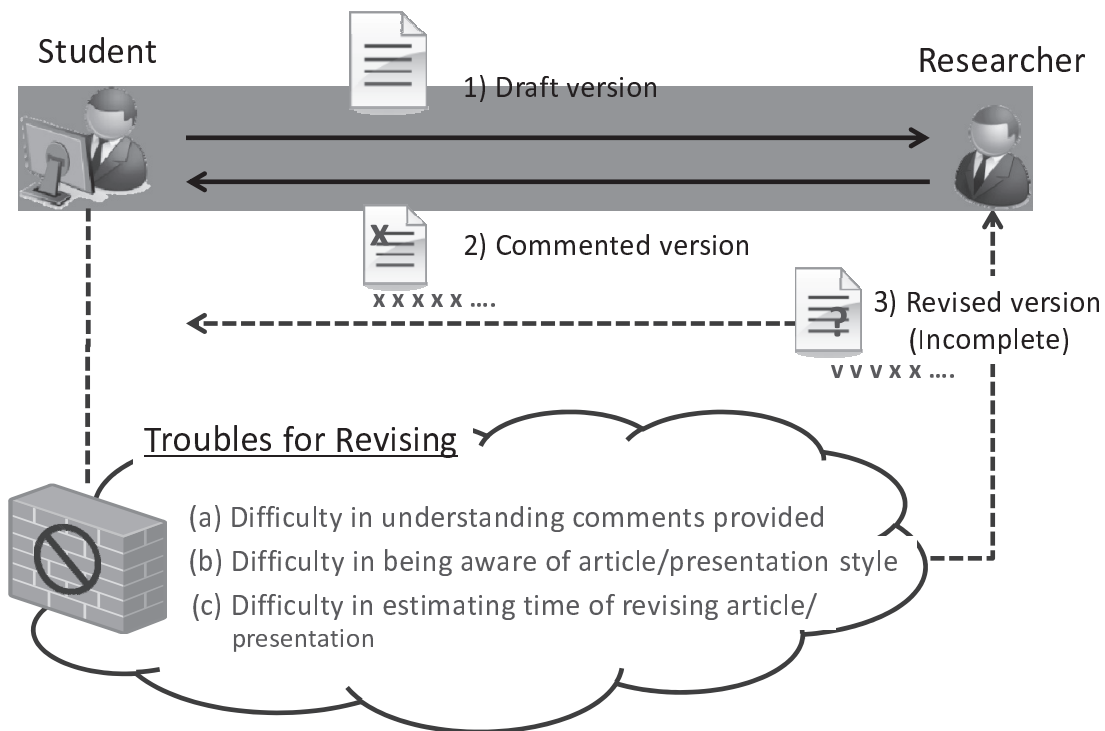 Student
Researcher
1) Draft version
X
2) Commented version
x x x x x ....
3) Revised version
(Incomplete)
?
v v v x x ....
Troubles for Revising
(a) Difficulty in understanding comments provided
(b) Difficulty in being aware of article/presentation style
(c) Difficulty in estimating time of revising article/
presentation